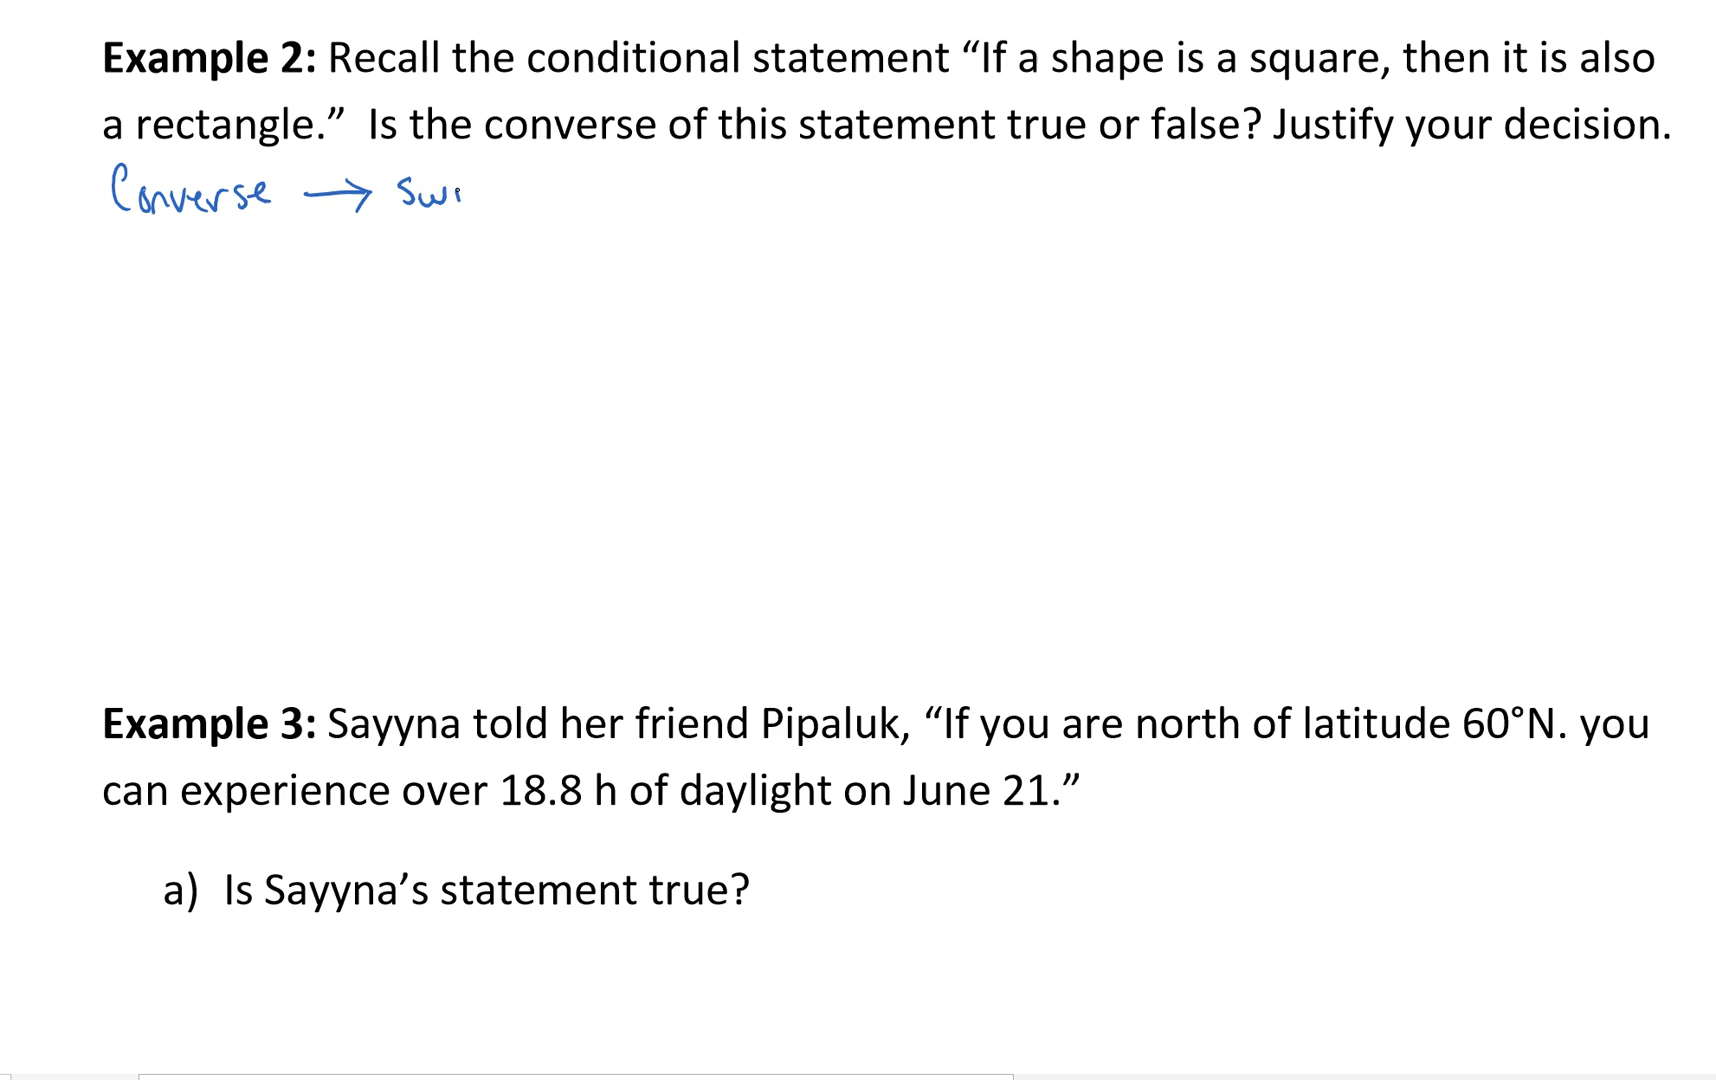 Example 2: Recall the conditional statement “If a shape is a square, then it is also
a rectangle.” Is the converse of this statement true or false? Justify your decision.
Converse → swi
Example 3: Sayyna told her friend Pipaluk, “If you are north of latitude 60°N. you
can experience over 18.8 h of daylight on June 21.”
a) Is Sayyna’s statement true?